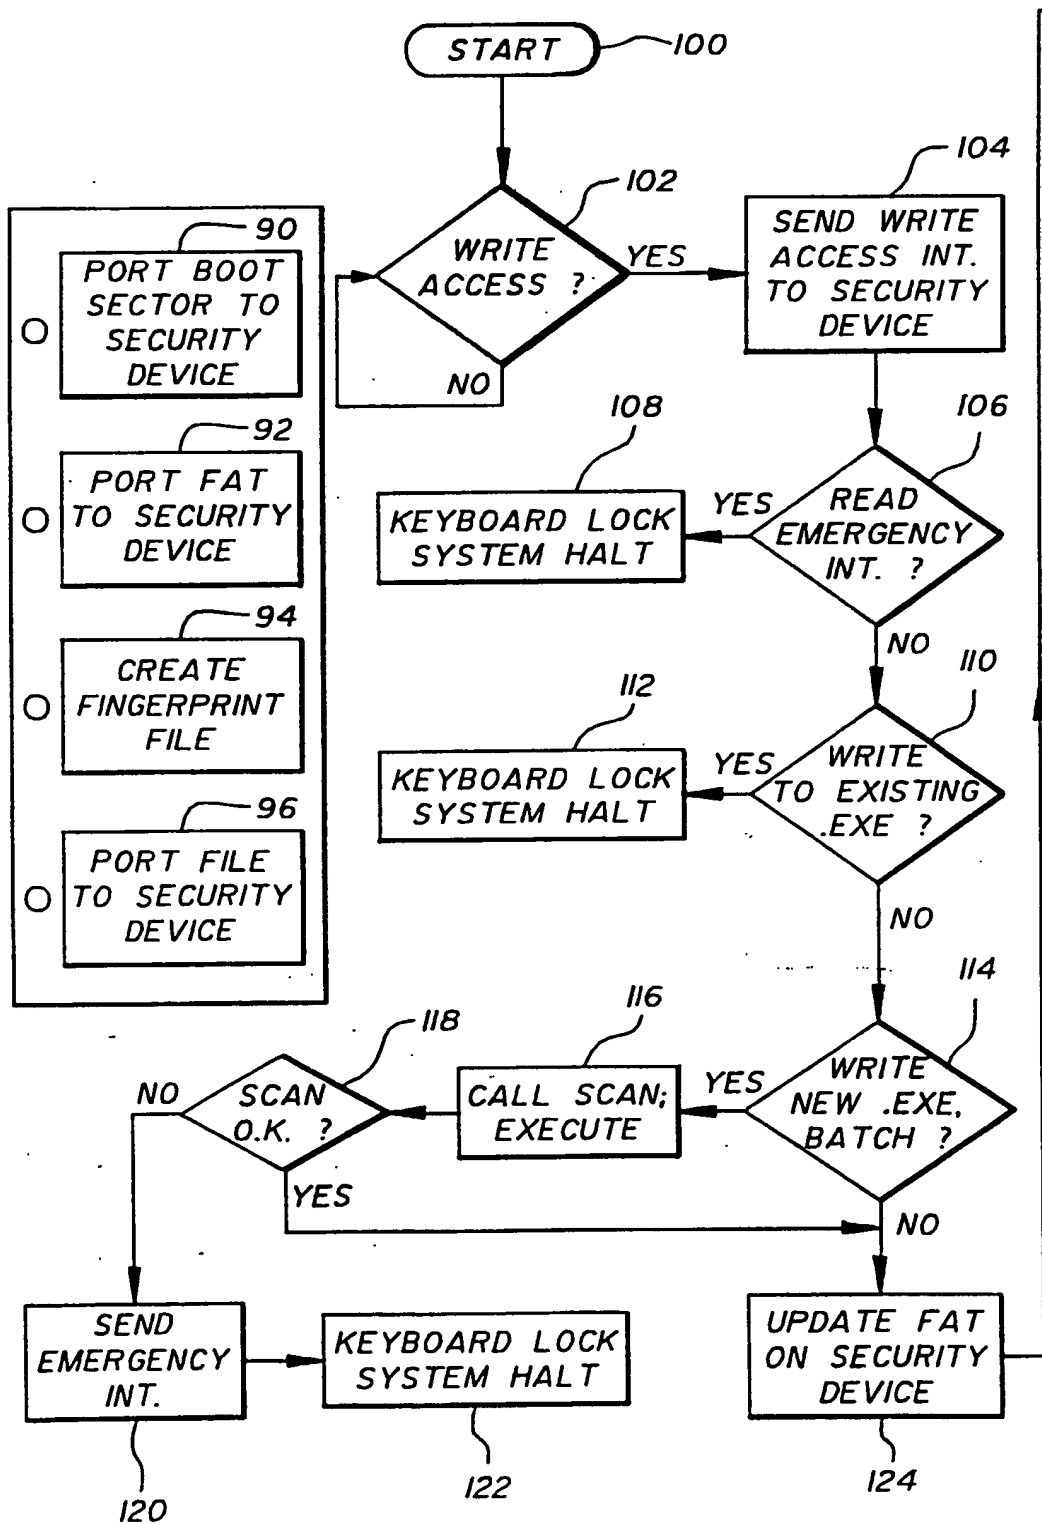 START
100
102
WRITE
ACCESS ?
YES
NO
104
SEND WRITE
ACCESS INT.
TO SECURITY
DEVICE
90
PORT BOOT
SECTOR TO
SECURITY
DEVICE
92
PORT FAT
TO SECURITY
DEVICE
94
CREATE
FINGERPRINT
FILE
96
PORT FILE
TO SECURITY
DEVICE
106
READ
EMERGENCY
INT. ?
YES
NO
108
KEYBOARD LOCK
SYSTEM HALT
110
WRITE
TO EXISTING
.EXE ?
YES
NO
112
KEYBOARD LOCK
SYSTEM HALT
114
WRITE
NEW .EXE,
BATCH ?
YES
NO
116
CALL SCAN;
EXECUTE
118
SCAN
O.K. ?
NO
YES
SEND
EMERGENCY
INT.
120
KEYBOARD LOCK
SYSTEM HALT
122
UPDATE FAT
ON SECURITY
DEVICE
124